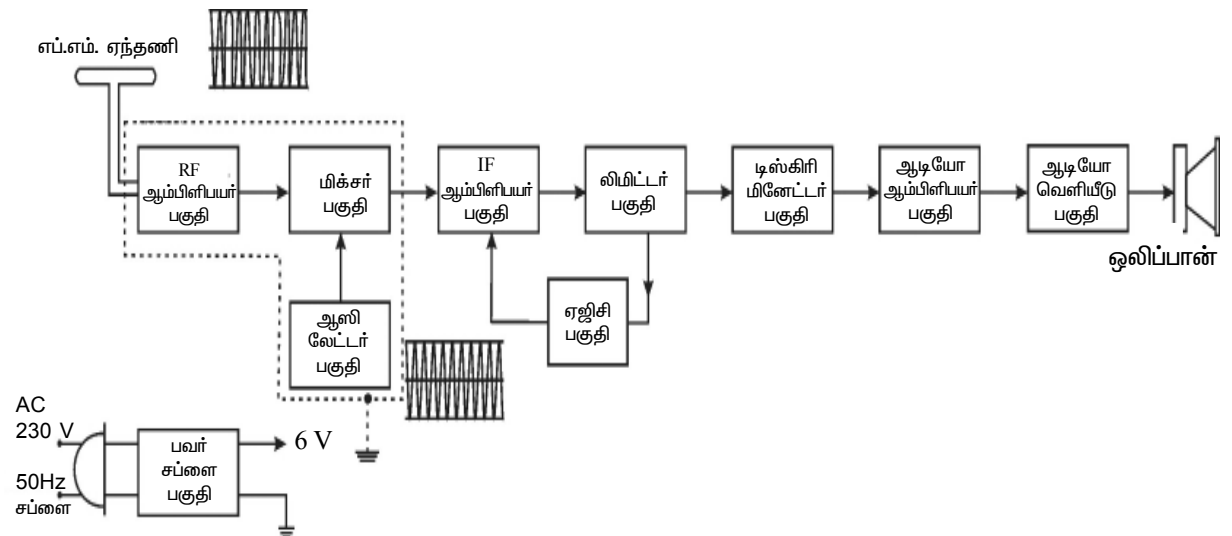 எப்.எம். ஏந்தணி
RF
ஆம்பிளிபயர்
பகுதி
மிக்சர்
பகுதி
IF
ஆம்பிளிபயர்
பகுதி
லிமிட்டர்
பகுதி
டிஸ்கிரி
மினேட்டர்
பகுதி
ஆடியோ
ஆம்பிளிபயர்
பகுதி
ஆடியோ
வெளியீடு
பகுதி
ஒலிப்பான்
ஆஸி
லேட்டர்
பகுதி
ஏஜிசி
பகுதி
AC
230 V
50Hz
சப்ளை
பவர்
சப்ளை
பகுதி
6 V